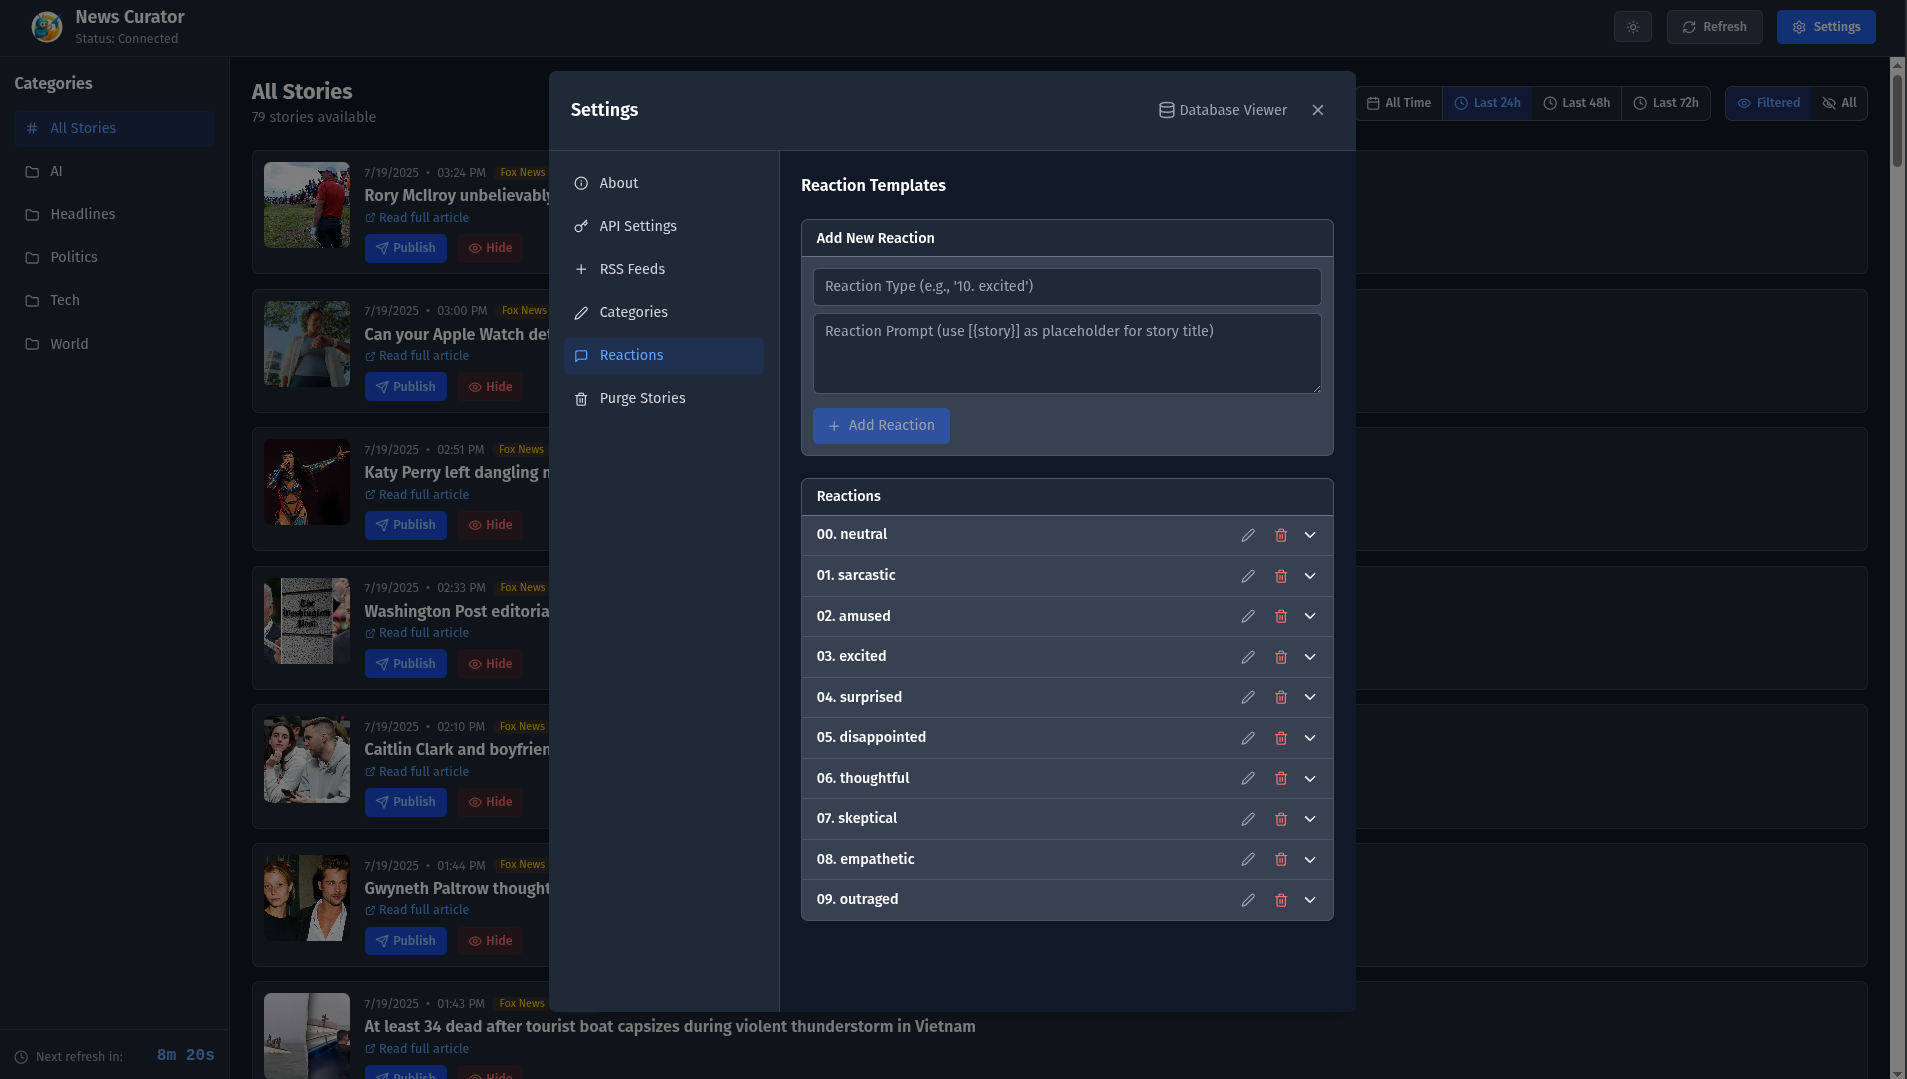 News Curator
Status: Connected
Refresh
Settings
Categories
All Stories
AI
Headlines
Politics
Tech
World
Next refresh in: 8m 20s
All Stories
79 stories available
All Time
Last 24h
Last 48h
Last 72h
Filtered
All
7/19/2025 • 03:24 PM Fox News
Rory McIlroy unbelievably
Read full article
Publish Hide
7/19/2025 • 03:00 PM Fox News
Can your Apple Watch det
Read full article
Publish Hide
7/19/2025 • 02:51 PM Fox News
Katy Perry left dangling
Read full article
Publish Hide
The
Washington
Post
7/19/2025 • 02:33 PM Fox News
Washington Post editoria
Read full article
Publish Hide
7/19/2025 • 02:10 PM Fox News
Caitlin Clark and boyfrien
Read full article
Publish Hide
7/19/2025 • 01:44 PM Fox News
Gwyneth Paltrow thought
Read full article
Publish Hide
7/19/2025 • 01:43 PM Fox News
At least 34 dead after tourist boat capsizes during violent thunderstorm in Vietnam
Read full article
Publish Hide
Settings
Database Viewer
About
API Settings
RSS Feeds
Categories
Reactions
Purge Stories
Reaction Templates
Add New Reaction
Reaction Type (e.g., '10. excited')
Reaction Prompt (use [{story}] as placeholder for story title)
Add Reaction
Reactions
00. neutral
01. sarcastic
02. amused
03. excited
04. surprised
05. disappointed
06. thoughtful
07. skeptical
08. empathetic
09. outraged